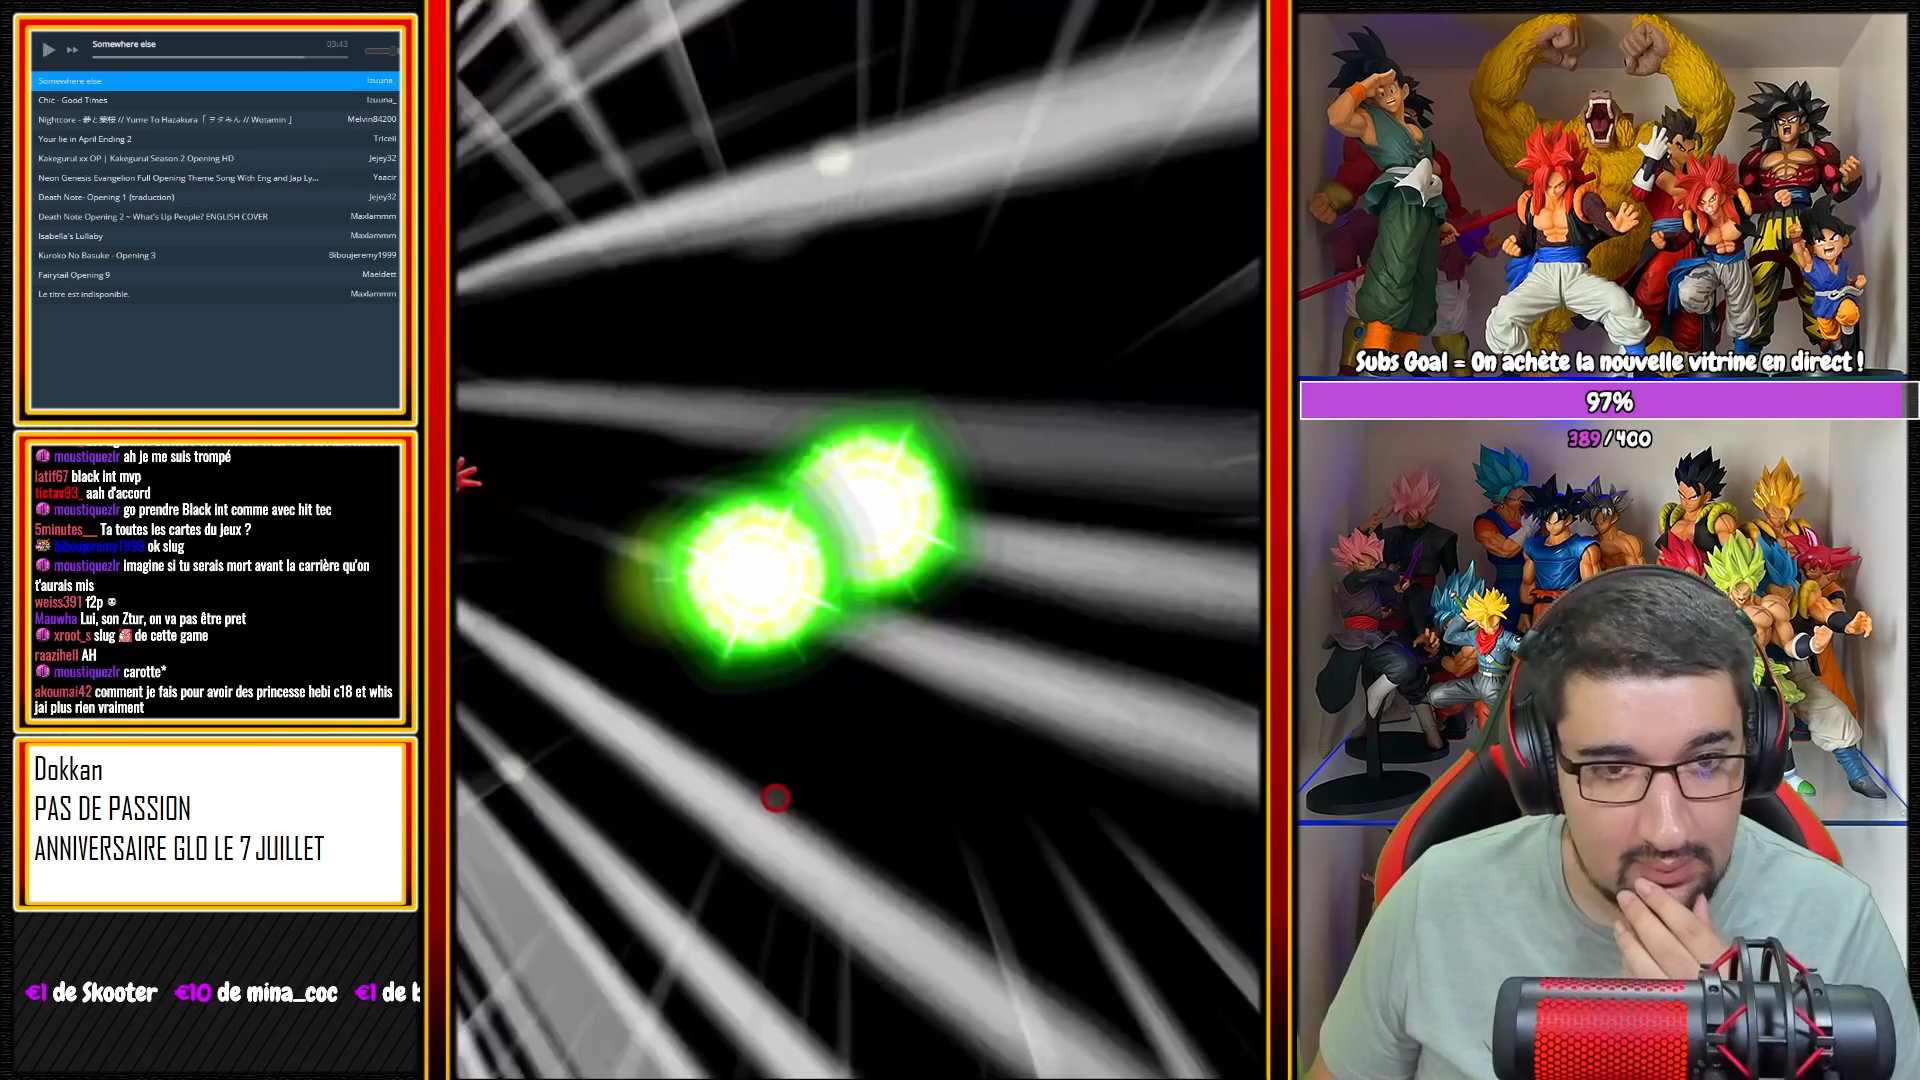 Somewhere else 03:43
Somewhere else Izuuna_
Chic - Good Times Izuuna_
Nightcore - 夢と葉桜 // Yume To Hazakura「 ヲタみん // Wotamin 」 Melvin84200
Your lie in April Ending 2 Triceli
Kakegurui xx OP | Kakegurui Season 2 Opening HD Jejey32
Neon Genesis Evangelion Full Opening Theme Song With Eng and Jap Ly... Yaacir
Death Note- Opening 1 (traduction) Jejey32
Death Note Opening 2 ~ What's Up People? ENGLISH COVER Maxlammm
Isabella's Lullaby Maxlammm
Kuroko No Basuke - Opening 3 Biboujeremy1999
Fairytail Opening 9 Maeldett
Le titre est indisponible. Maxlammm
moustiquezlr ah je me suis trompé
latif67 black int mvp
tictav93_ aah d'accord
moustiquezlr go prendre Black int comme avec hit tec
5minutes__ Ta toutes les cartes du jeux ?
biboujeremy1999 ok slug
moustiquezlr imagine si tu serais mort avant la carrière qu'on
t'aurais mis
weiss391 f2p
Mauwha Lui, son Ztur, on va pas être pret
xroot_s slug de cette game
raazihell AH
moustiquezlr carotte*
akoumai42 comment je fais pour avoir des princesse hebi c18 et whis
jai plus rien vraiment
Dokkan
PAS DE PASSION
ANNIVERSAIRE GLO LE 7 JUILLET
€1 de Skooter €10 de mina_coc €1 de
Subs Goal = On achète la nouvelle vitrine en direct !
97%
389/400